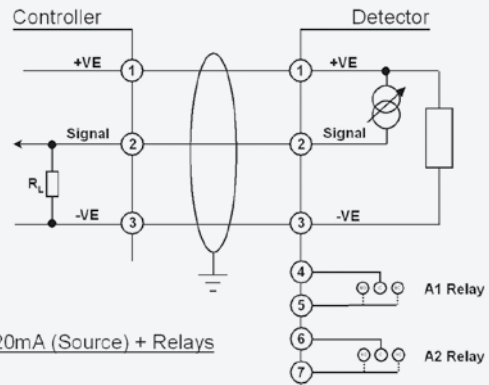 Controller
Detector
+VE 1 1 +VE
Signal 2 2 Signal
RL
-VE 3 3 -VE
4
A1 Relay
5
20mA (Source) + Relays
6
A2 Relay
7